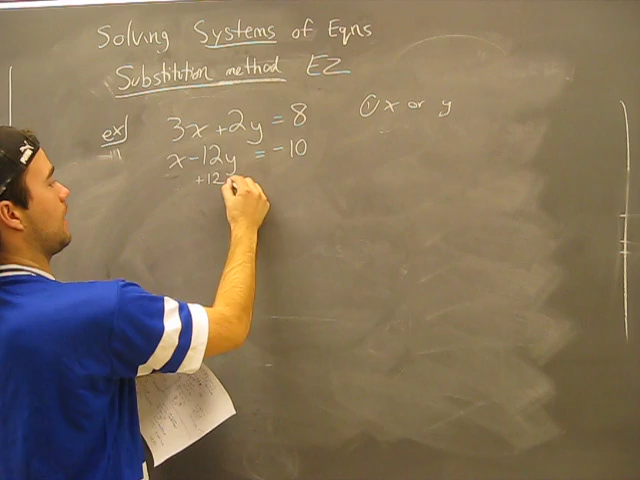 Solving Systems of Eqns
Substitution method EZ
ex) 3x + 2y = 8
x - 12y = -10
+12
① x or y